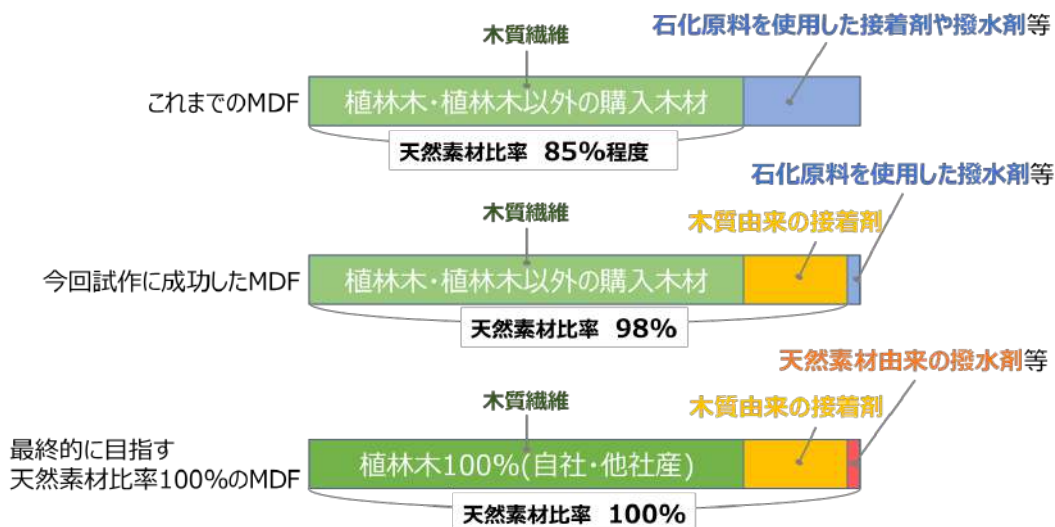 木質繊維
石化原料を使用した接着剤や撥水剤等
これまでのMDF
植林木・植林木以外の購入木材
天然素材比率 85%程度
石化原料を使用した撥水剤等
木質繊維
木質由来の接着剤
今回試作に成功したMDF
植林木・植林木以外の購入木材
天然素材比率 98%
天然素材由来の撥水剤等
木質繊維
木質由来の接着剤
最終的に目指す
天然素材比率100%のMDF
植林木100%(自社・他社産)
天然素材比率 100%